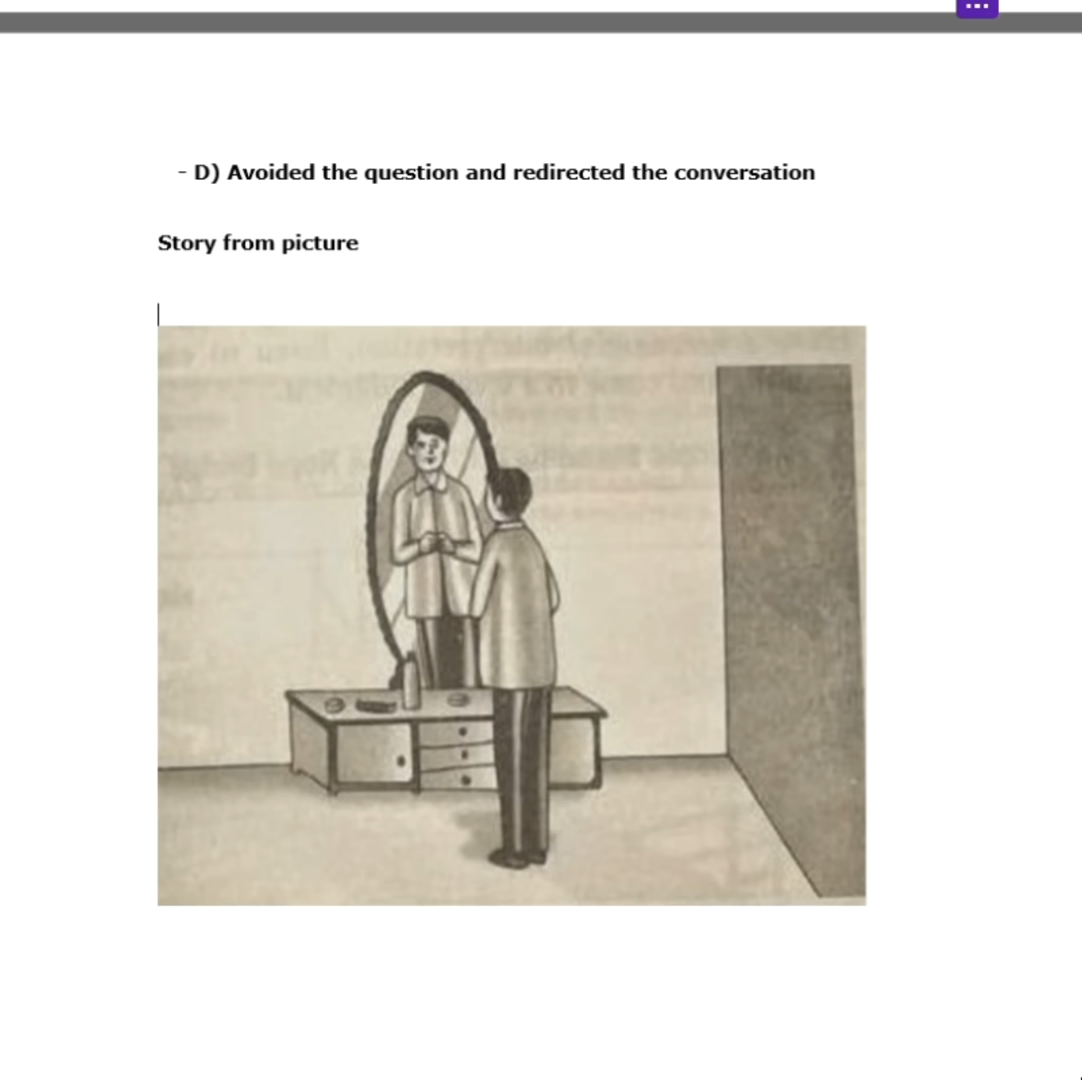 - D) Avoided the question and redirected the conversation
Story from picture